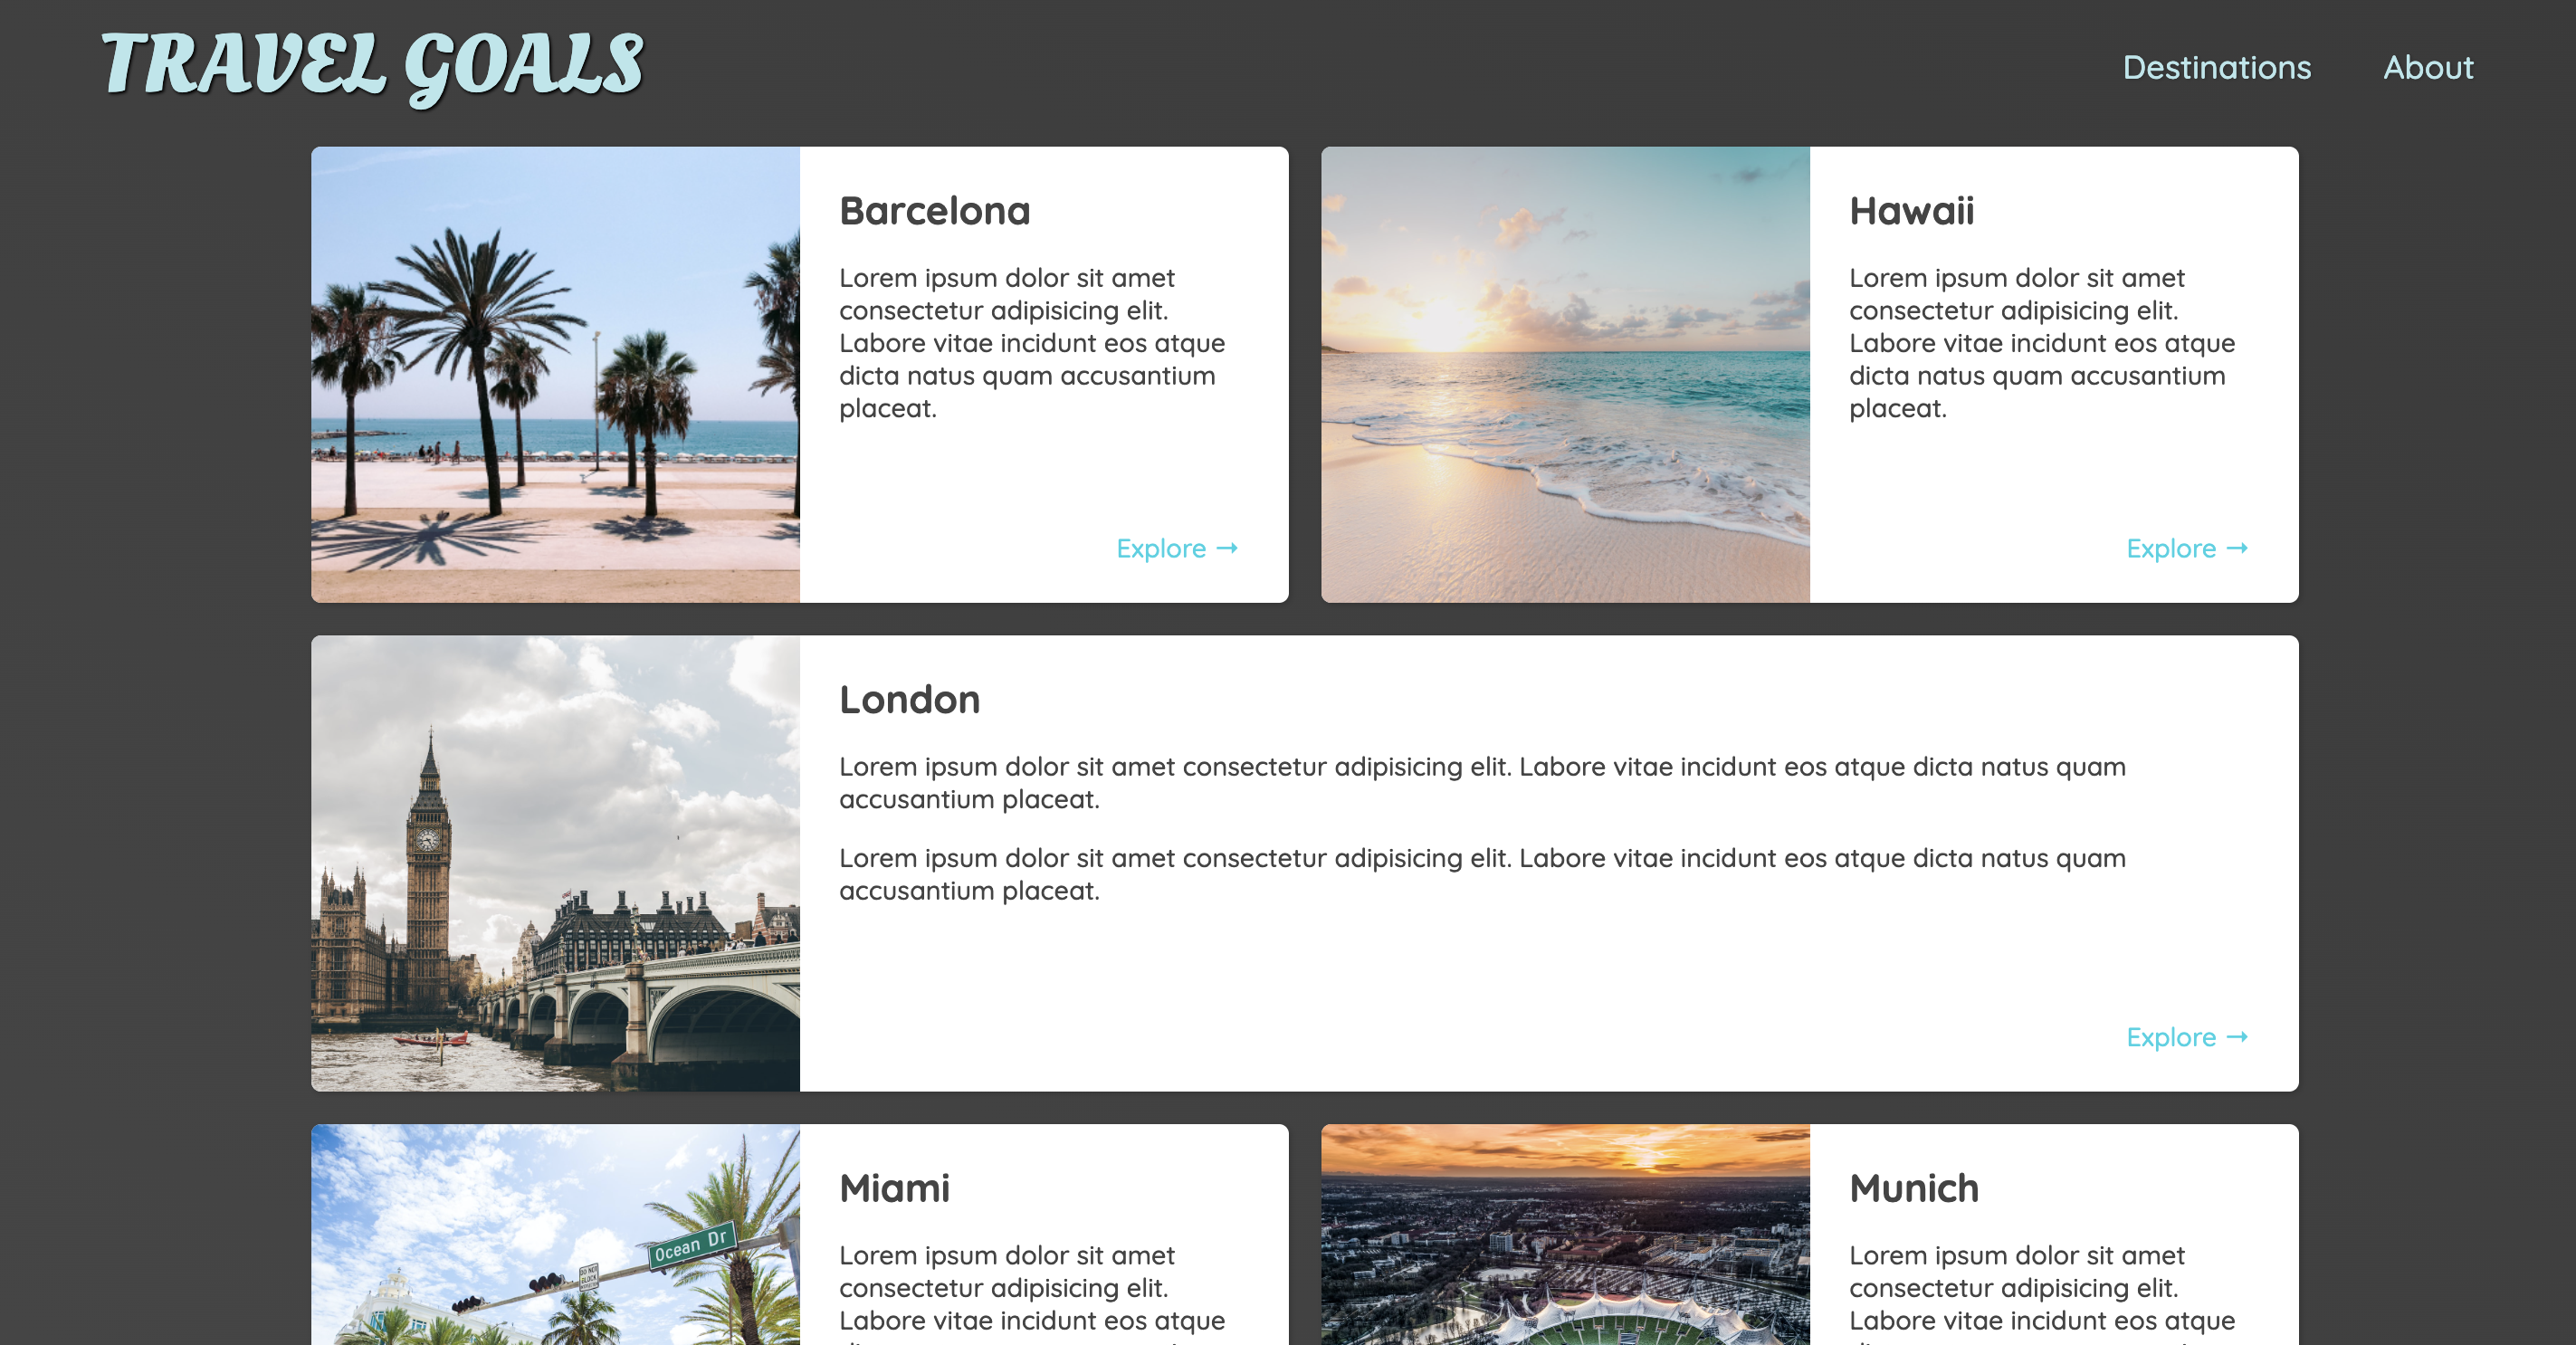 TRAVEL GOALS
Destinations
About
Barcelona
Lorem ipsum dolor sit amet
consectetur adipisicing elit.
Labore vitae incidunt eos atque
dicta natus quam accusantium
placeat.
Explore →
Hawaii
Lorem ipsum dolor sit amet
consectetur adipisicing elit.
Labore vitae incidunt eos atque
dicta natus quam accusantium
placeat.
Explore →
London
Lorem ipsum dolor sit amet consectetur adipisicing elit. Labore vitae incidunt eos atque dicta natus quam
accusantium placeat.
Lorem ipsum dolor sit amet consectetur adipisicing elit. Labore vitae incidunt eos atque dicta natus quam
accusantium placeat.
Explore →
Ocean Dr
DO NOT
BLOCK
Miami
Lorem ipsum dolor sit amet
consectetur adipisicing elit.
Labore vitae incidunt eos atque
Munich
Lorem ipsum dolor sit amet
consectetur adipisicing elit.
Labore vitae incidunt eos atque